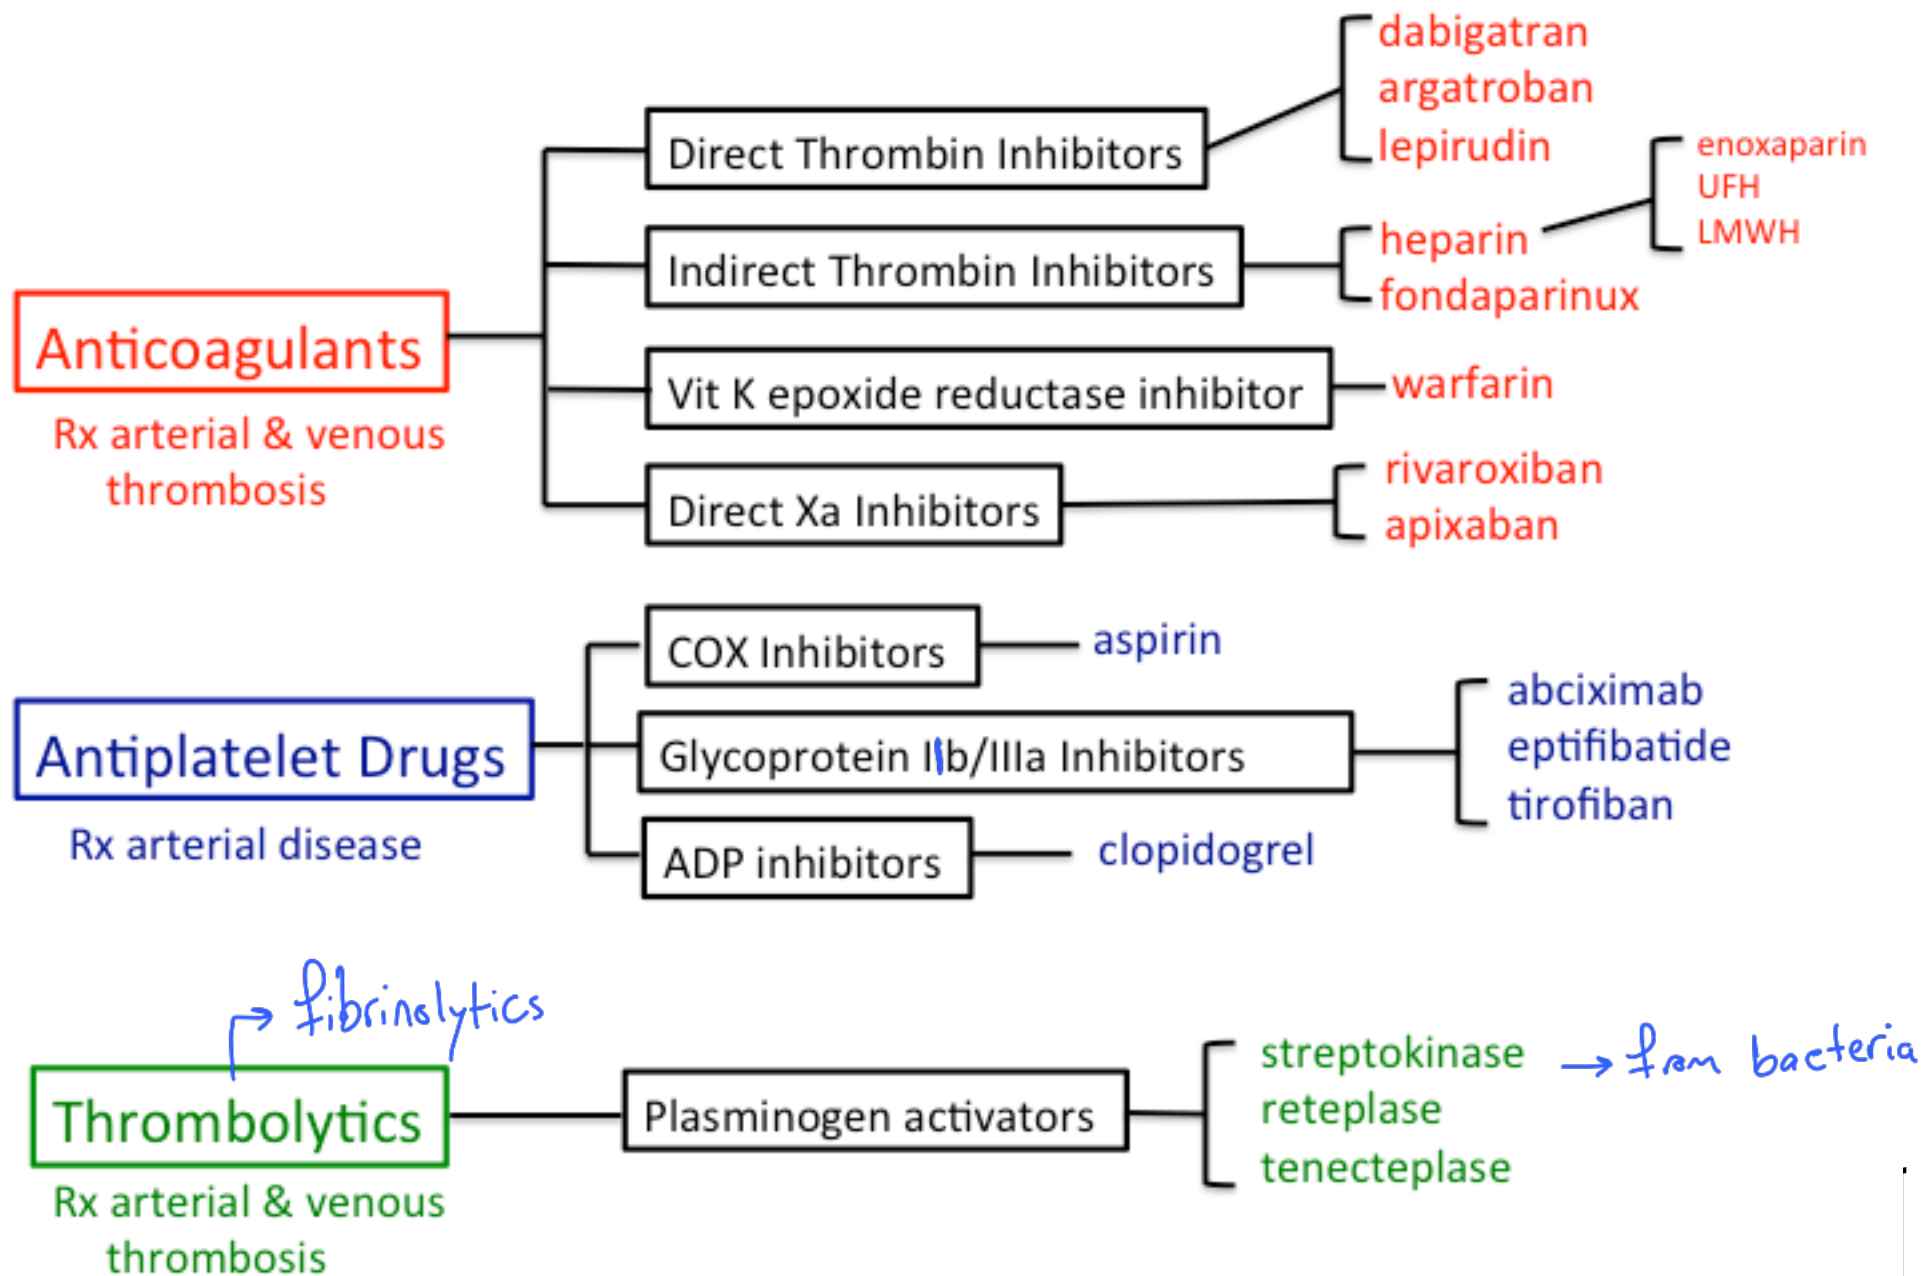 dabigatran
argatroban
lepirudin
Direct Thrombin Inhibitors
enoxaparin
UFH
LMWH
heparin
fondaparinux
Indirect Thrombin Inhibitors
Anticoagulants
Rx arterial & venous
thrombosis
Vit K epoxide reductase inhibitor
warfarin
Direct Xa Inhibitors
rivaroxiban
apixaban
COX Inhibitors
aspirin
Antiplatelet Drugs
Rx arterial disease
Glycoprotein IIb/IIIa Inhibitors
abciximab
eptifibatide
tirofiban
ADP inhibitors
clopidogrel
→ fibrinolytics
Thrombolytics
Rx arterial & venous
thrombosis
Plasminogen activators
streptokinase → from bacteria
reteplase
tenecteplase